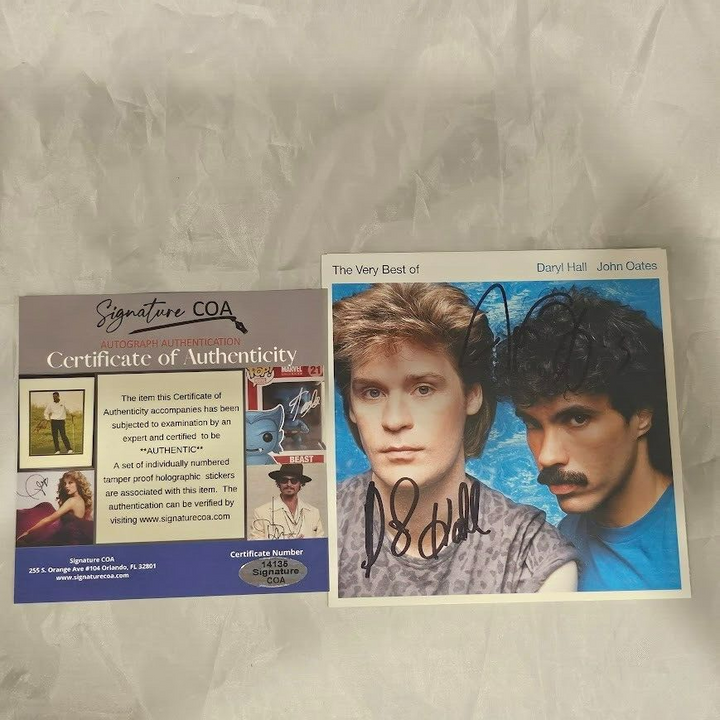 Signature COA
AUTOGRAPH AUTHENTICATION
Certificate of Authenticity
The item this Certificate of
Authenticity accompanies has been
subjected to examination by an
expert and certified to be
**AUTHENTIC**
A set of individually numbered
tamper proof holographic stickers
are associated with this item. The
authentication can be verified by
visiting www.signaturecoa.com
POP!
MARVEL
21
BEAST
Signature COA
255 S. Orange Ave #104 Orlando, FL 32801
www.signaturecoa.com
Certificate Number
14135
Signature
COA
The Very Best of Daryl Hall John Oates
Hall